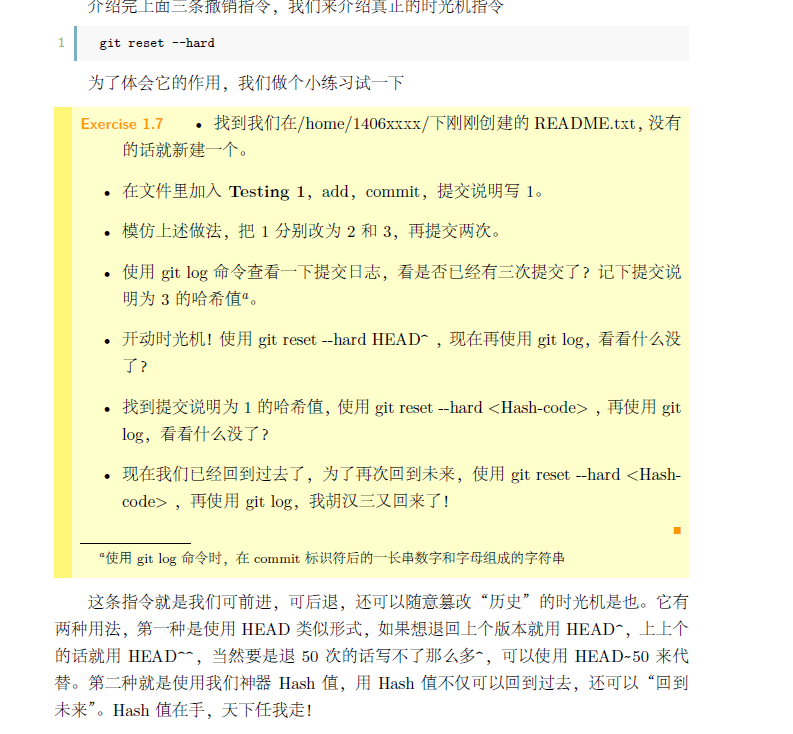 介绍完上面三条撤销指令，我们来介绍真正的时光机指令
1 git reset --hard
为了体会它的作用，我们做个小练习试一下
Exercise 1.7 • 找到我们在/home/1406xxxx/下刚刚创建的 README.txt，没有
的话就新建一个。
• 在文件里加入 Testing 1，add，commit，提交说明写 1。
• 模仿上述做法，把 1 分别改为 2 和 3，再提交两次。
• 使用 git log 命令查看一下提交日志，看是否已经有三次提交了？记下提交说
明为 3 的哈希值a。
• 开动时光机！使用 git reset --hard HEAD^ ，现在再使用 git log，看看什么没
了？
• 找到提交说明为 1 的哈希值，使用 git reset --hard <Hash-code> ，再使用 git
log，看看什么没了？
• 现在我们已经回到过去了，为了再次回到未来，使用 git reset --hard <Hash-
code> ，再使用 git log，我胡汉三又回来了！
a使用 git log 命令时，在 commit 标识符后的一长串数字和字母组成的字符串
这条指令就是我们可前进，可后退，还可以随意篡改“历史”的时光机是也。它有
两种用法，第一种是使用 HEAD 类似形式，如果想退回上个版本就用 HEAD^，上上个
的话就用 HEAD^^，当然要是退 50 次的话写不了那么多^，可以使用 HEAD~50 来代
替。第二种就是使用我们神器 Hash 值，用 Hash 值不仅可以回到过去，还可以“回到
未来”。Hash 值在手，天下任我走！